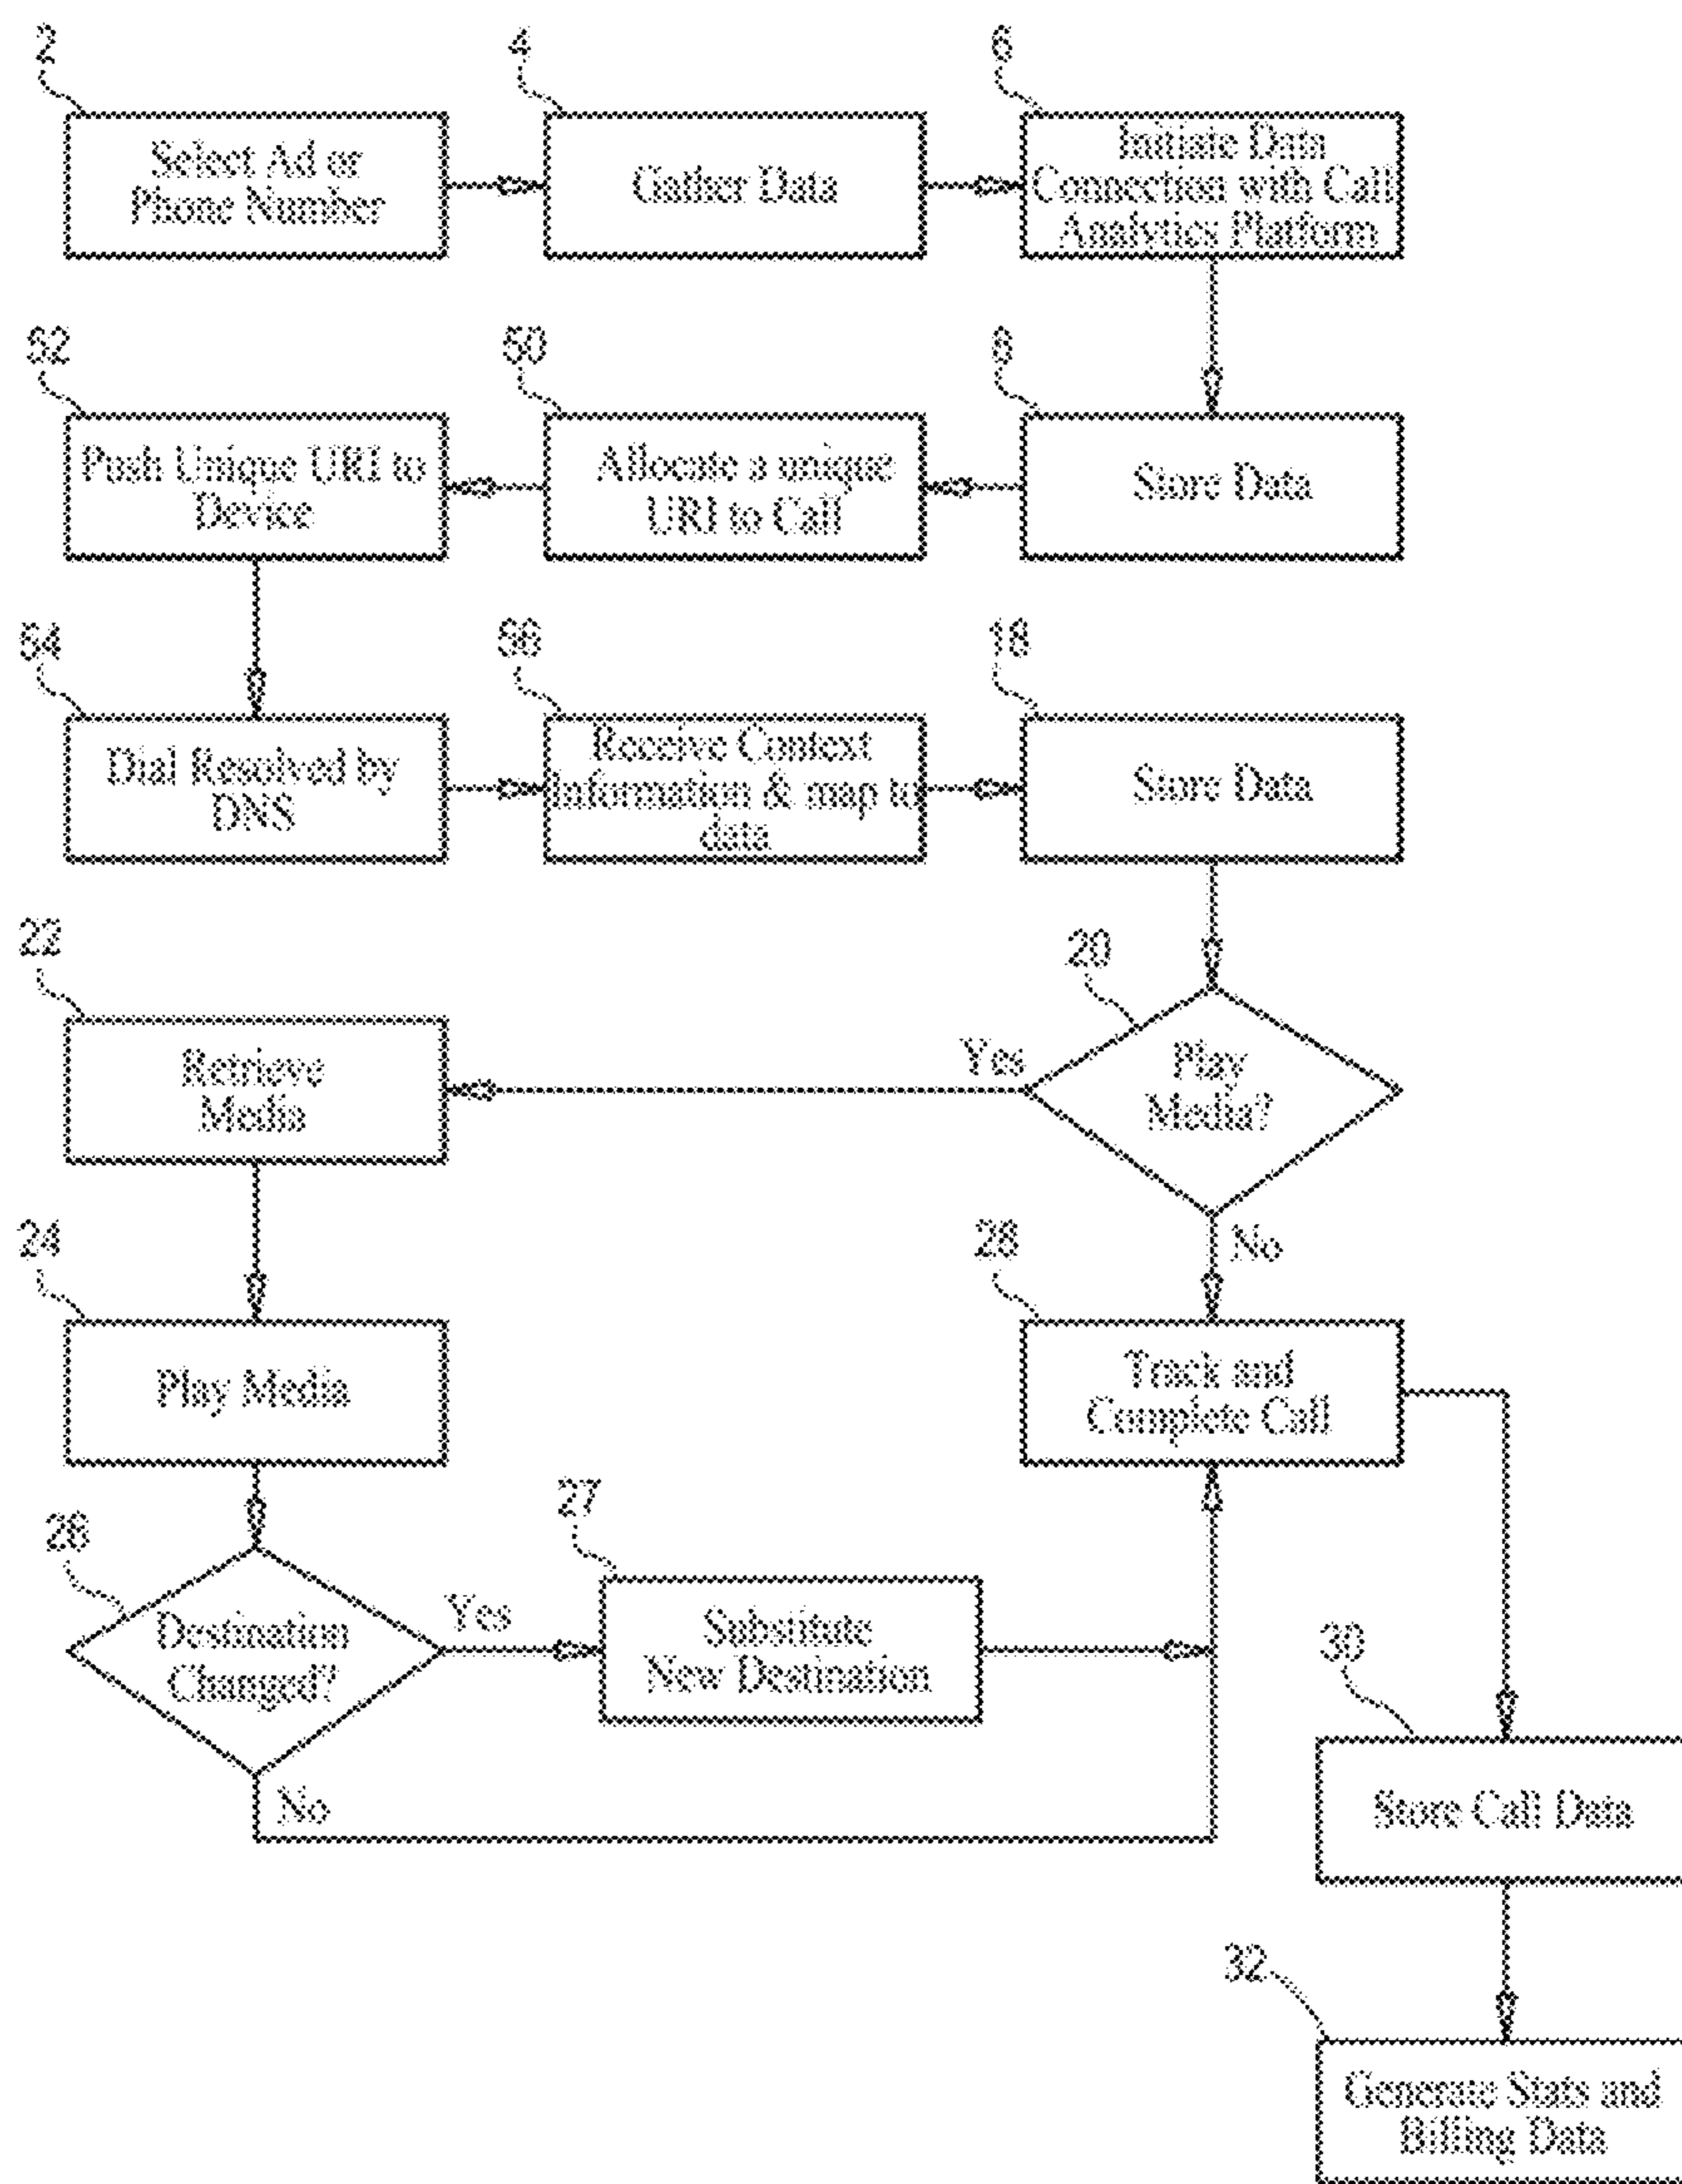 2
4
6
Select Ad or
Phone Number
Gather Data
Initiate Data
Connection with Call
Analytics Platform
52
50
8
Push Unique URI to
Device
Allocate a unique
URI to Call
Store Data
54
56
18
Dial Resolved by
DNS
Receive Context
Information & map to
data
Store Data
22
20
Retrieve
Media
Yes
Play
Media?
24
28
No
Play Media
Track and
Complete Call
26
27
Destination
Changed?
Yes
Substitute
New Destination
30
No
Store Call Data
32
Generate Stats and
Billing Data